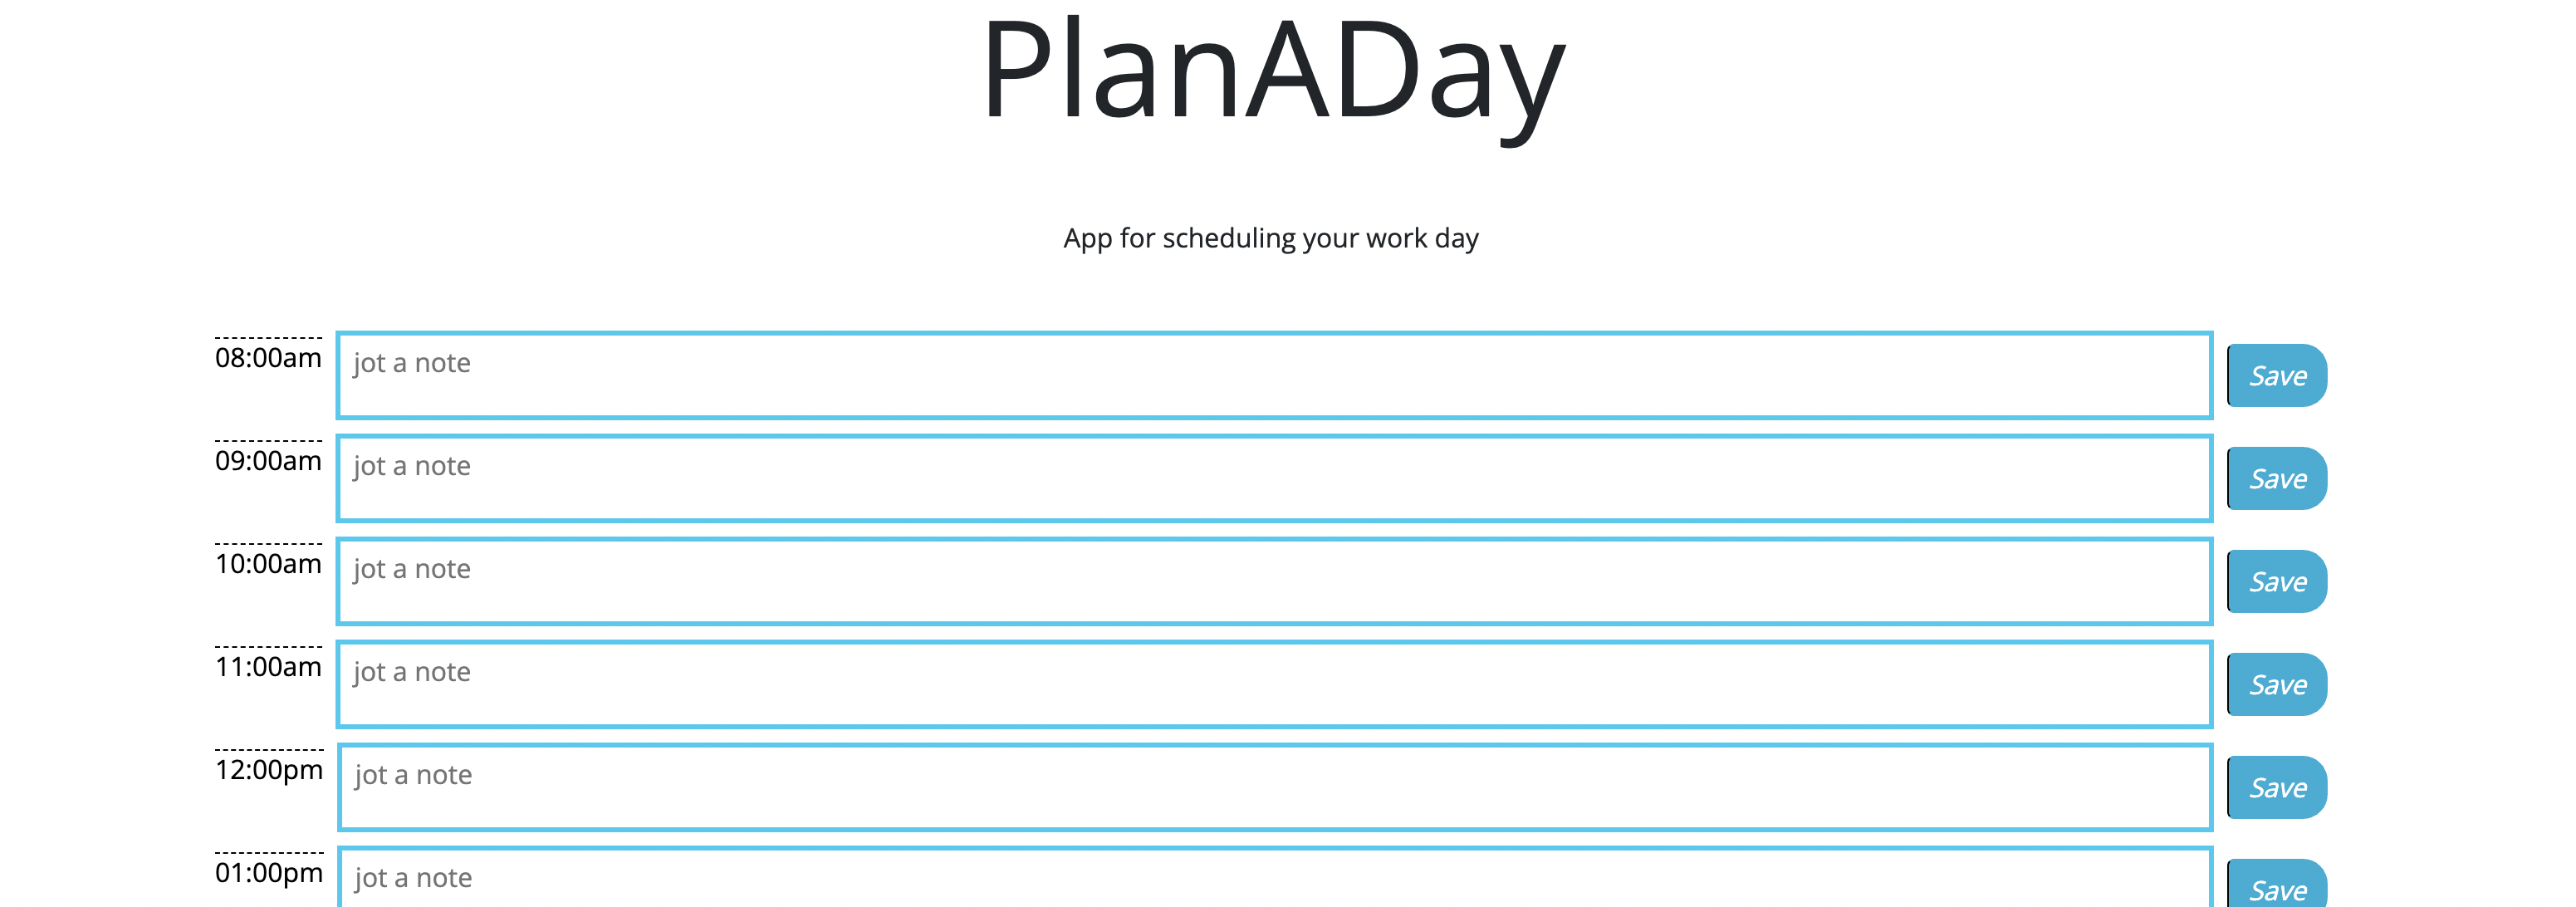 PlanADay
App for scheduling your work day
08:00am jot a note Save
09:00am jot a note Save
10:00am jot a note Save
11:00am jot a note Save
12:00pm jot a note Save
01:00pm jot a note Save